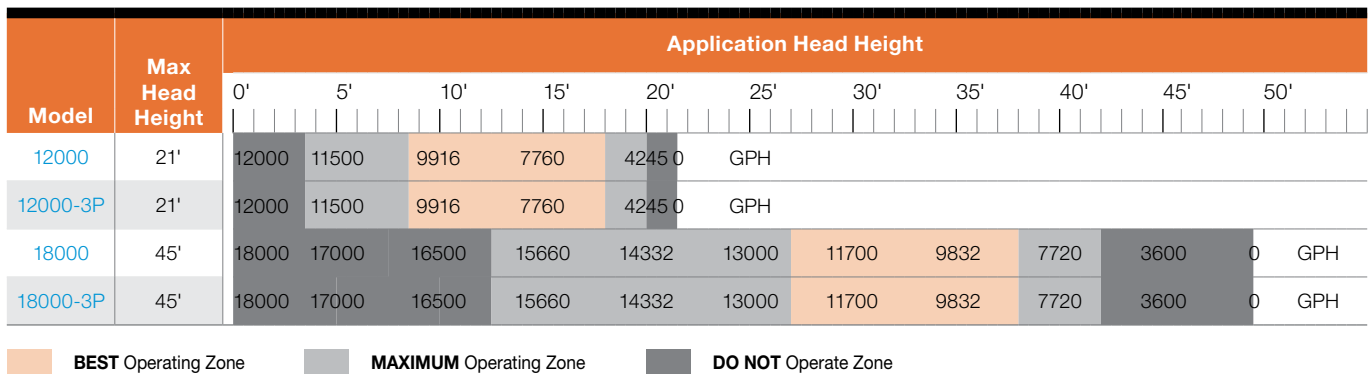 Application Head Height
Model
Max
Head
Height
0' 5' 10' 15' 20' 25' 30' 35' 40' 45' 50'
12000 21' 12000 11500 9916 7760 4245 0 GPH
12000-3P 21' 12000 11500 9916 7760 4245 0 GPH
18000 45' 18000 17000 16500 15660 14332 13000 11700 9832 7720 3600 0 GPH
18000-3P 45' 18000 17000 16500 15660 14332 13000 11700 9832 7720 3600 0 GPH
BEST Operating Zone MAXIMUM Operating Zone DO NOT Operate Zone